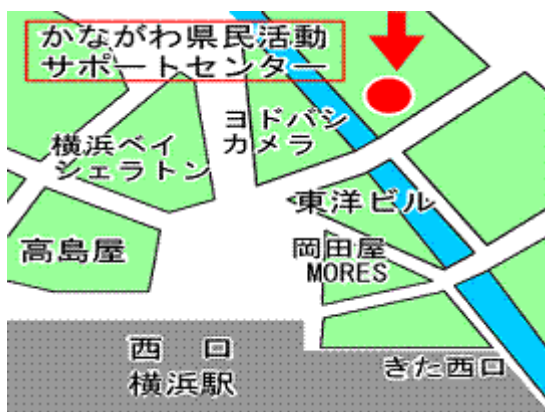 かながわ県民活動
サポートセンター
ヨドバシ
カメラ
横浜ベイ
シェラトン
東洋ビル
高島屋
岡田屋
MORES
西 口
横浜駅
きた西口